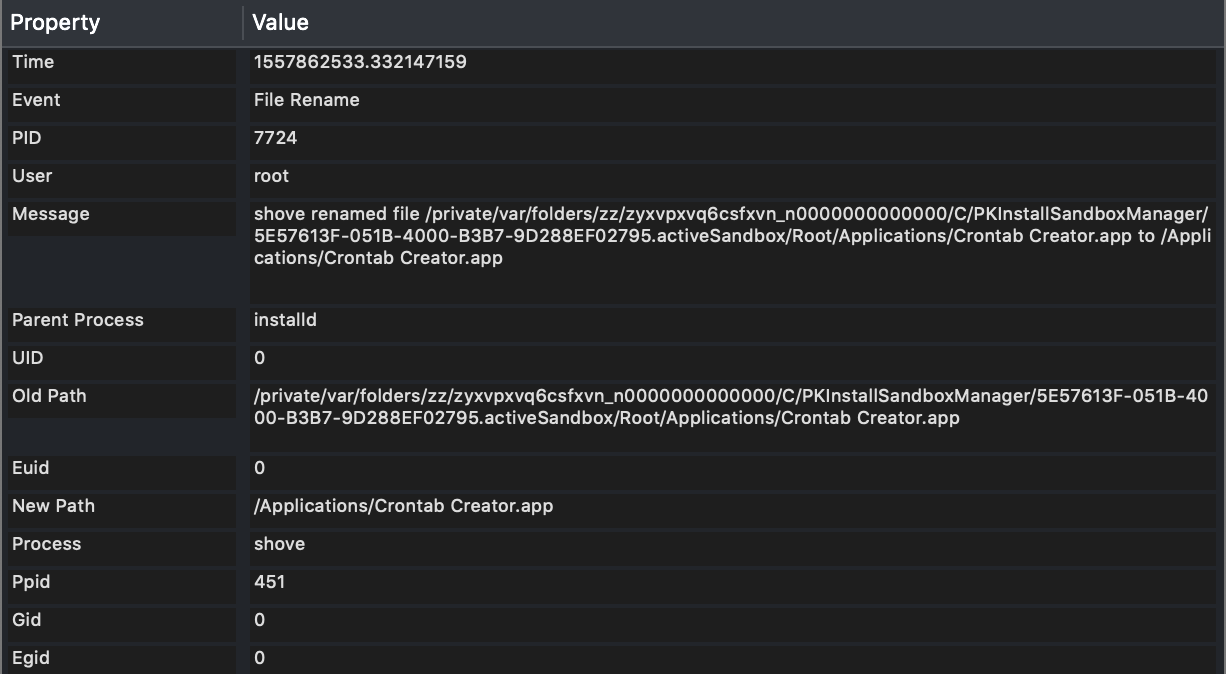 Property Value
Time 1557862533.332147159
Event File Rename
PID 7724
User root
Message shove renamed file /private/var/folders/zz/zyxvpxvq6csfxvn_n0000000000000/C/PKInstallSandboxManager/
5E57613F-051B-4000-B3B7-9D288EF02795.activeSandbox/Root/Applications/Crontab Creator.app to /Appli
cations/Crontab Creator.app
Parent Process installd
UID 0
Old Path /private/var/folders/zz/zyxvpxvq6csfxvn_n0000000000000/C/PKInstallSandboxManager/5E57613F-051B-40
00-B3B7-9D288EF02795.activeSandbox/Root/Applications/Crontab Creator.app
Euid 0
New Path /Applications/Crontab Creator.app
Process shove
Ppid 451
Gid 0
Egid 0